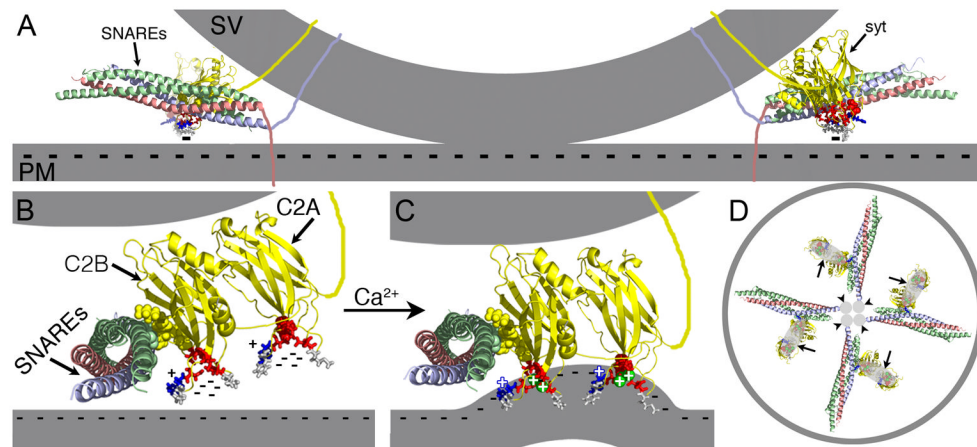 A
SV
SNAREs
syt
PM
B
C2A
C2B
SNAREs
Ca²⁺
C
D